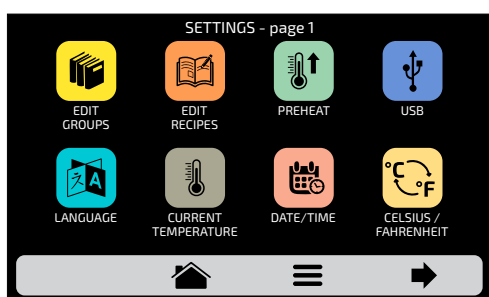 SETTINGS - page 1
EDIT
GROUPS
EDIT
RECIPES
PREHEAT
USB
LANGUAGE
CURRENT
TEMPERATURE
DATE/TIME
CELSIUS /
FAHRENHEIT
A
°C
°F